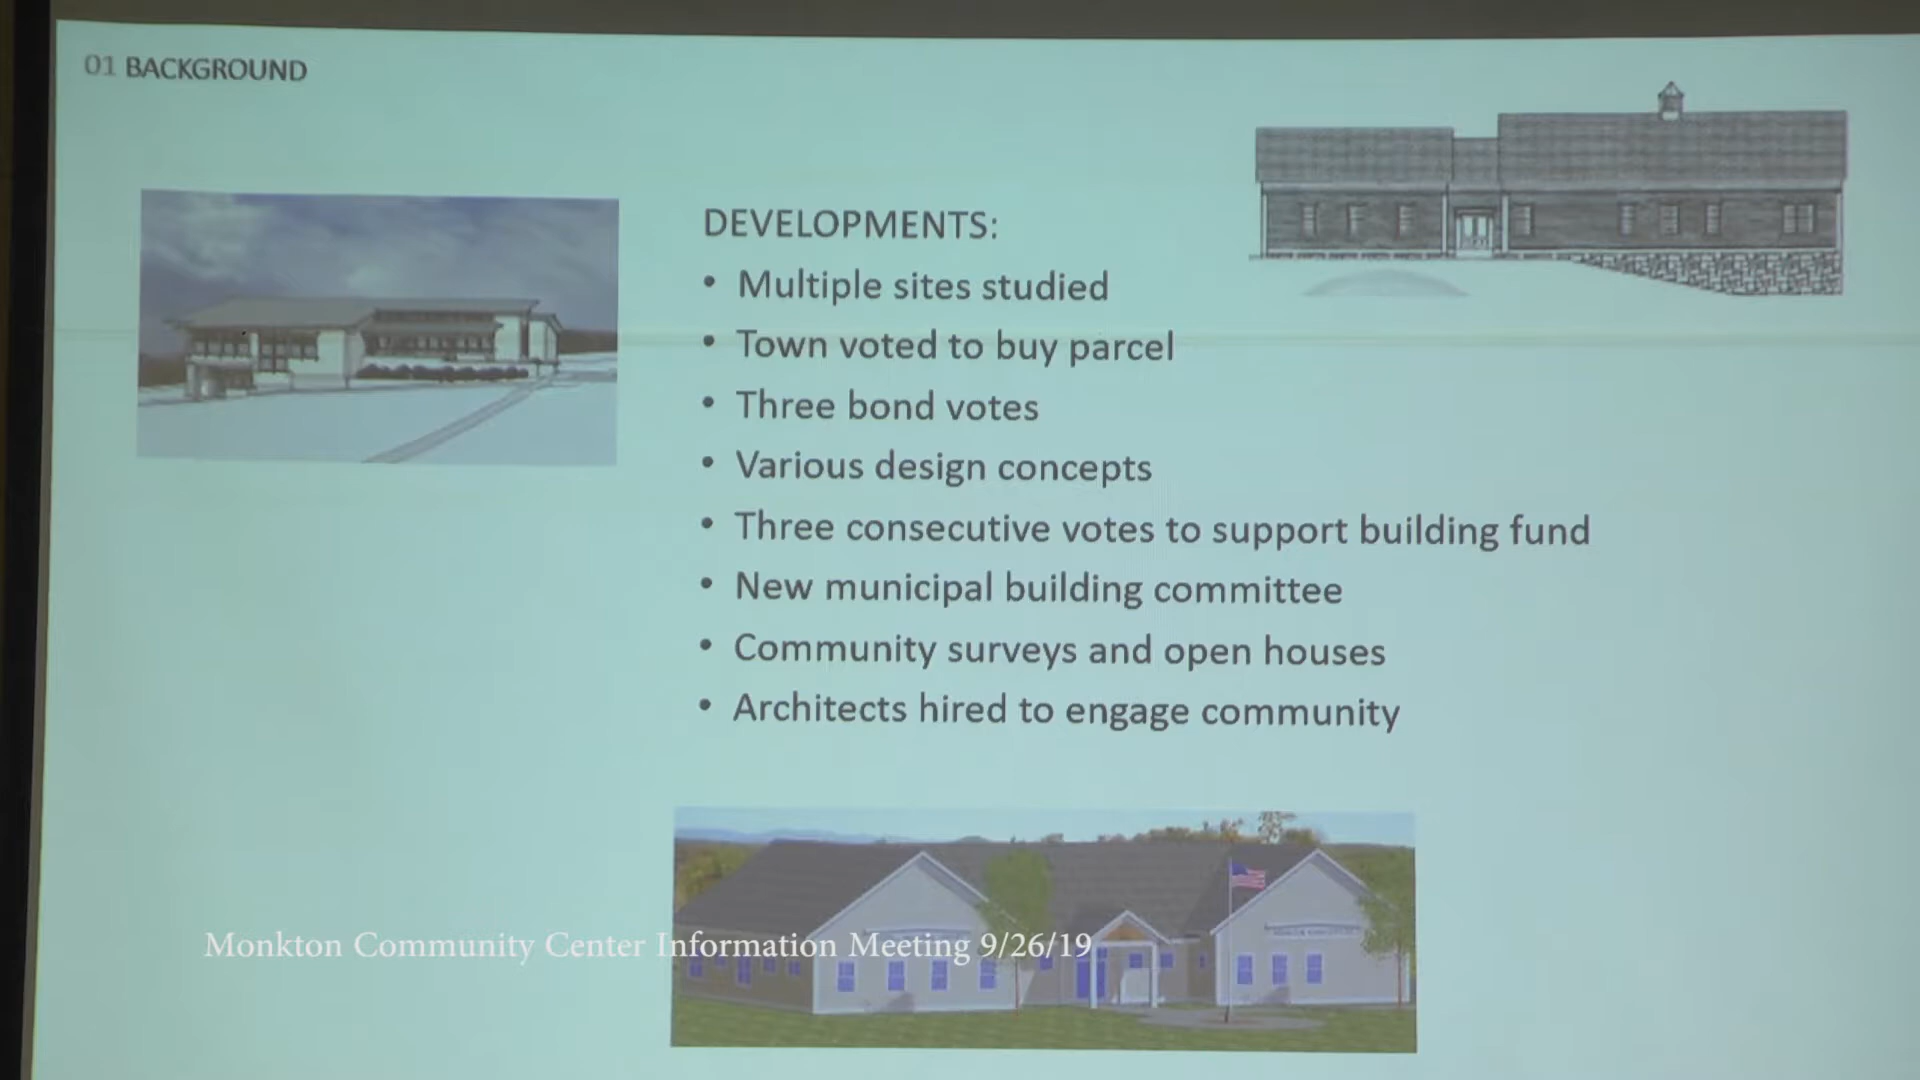 01 BACKGROUND
DEVELOPMENTS:
• Multiple sites studied
• Town voted to buy parcel
• Three bond votes
• Various design concepts
• Three consecutive votes to support building fund
• New municipal building committee
• Community surveys and open houses
• Architects hired to engage community
Monkton Community Center Information Meeting 9/26/19